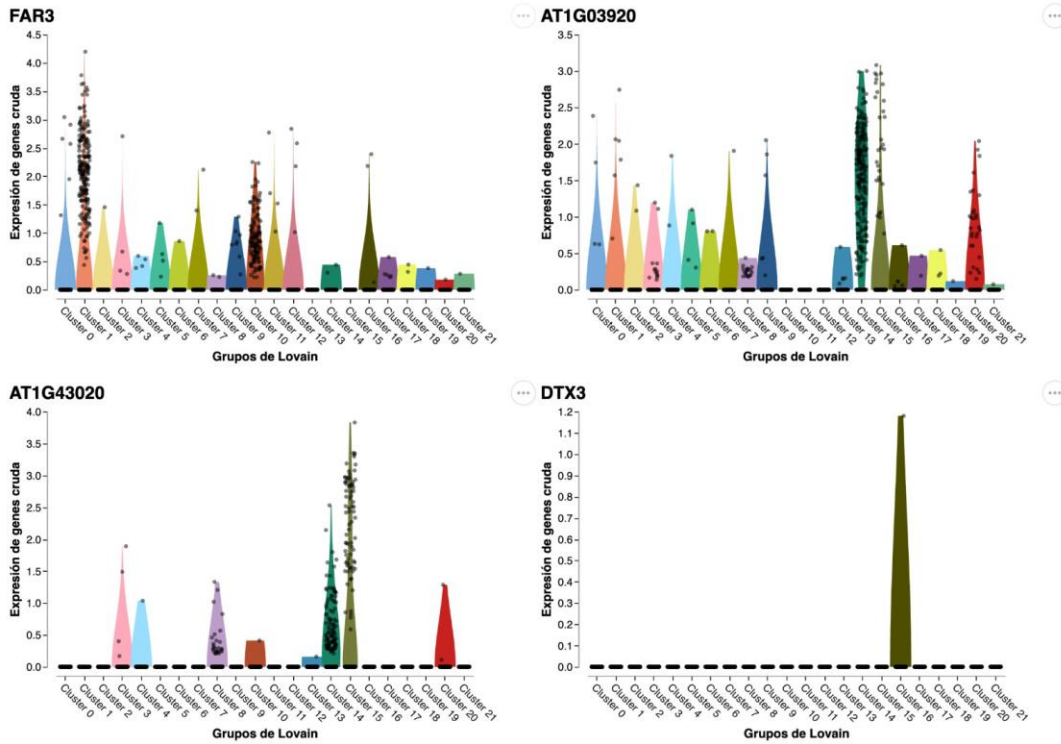 FAR3
4.5
4.0
3.5
3.0
2.5
2.0
1.5
1.0
0.5
0.0
Expresión de genes cruda
Cluster 0
Cluster 1
Cluster 2
Cluster 3
Cluster 4
Cluster 5
Cluster 6
Cluster 7
Cluster 8
Cluster 9
Cluster 10
Cluster 11
Cluster 12
Cluster 13
Cluster 14
Cluster 15
Cluster 16
Cluster 17
Cluster 18
Cluster 19
Cluster 20
Cluster 21
Grupos de Lovain
AT1G03920
3.5
3.0
2.5
2.0
1.5
1.0
0.5
0.0
Expresión de genes cruda
Cluster 0
Cluster 1
Cluster 2
Cluster 3
Cluster 4
Cluster 5
Cluster 6
Cluster 7
Cluster 8
Cluster 9
Cluster 10
Cluster 11
Cluster 12
Cluster 13
Cluster 14
Cluster 15
Cluster 16
Cluster 17
Cluster 18
Cluster 19
Cluster 20
Cluster 21
Grupos de Lovain
AT1G43020
4.0
3.5
3.0
2.5
2.0
1.5
1.0
0.5
0.0
Expresión de genes cruda
Cluster 0
Cluster 1
Cluster 2
Cluster 3
Cluster 4
Cluster 5
Cluster 6
Cluster 7
Cluster 8
Cluster 9
Cluster 10
Cluster 11
Cluster 12
Cluster 13
Cluster 14
Cluster 15
Cluster 16
Cluster 17
Cluster 18
Cluster 19
Cluster 20
Cluster 21
Grupos de Lovain
DTX3
1.2
1.1
1.0
0.9
0.8
0.7
0.6
0.5
0.4
0.3
0.2
0.1
0.0
Expresión de genes cruda
Cluster 0
Cluster 1
Cluster 2
Cluster 3
Cluster 4
Cluster 5
Cluster 6
Cluster 7
Cluster 8
Cluster 9
Cluster 10
Cluster 11
Cluster 12
Cluster 13
Cluster 14
Cluster 15
Cluster 16
Cluster 17
Cluster 18
Cluster 19
Cluster 20
Cluster 21
Grupos de Lovain